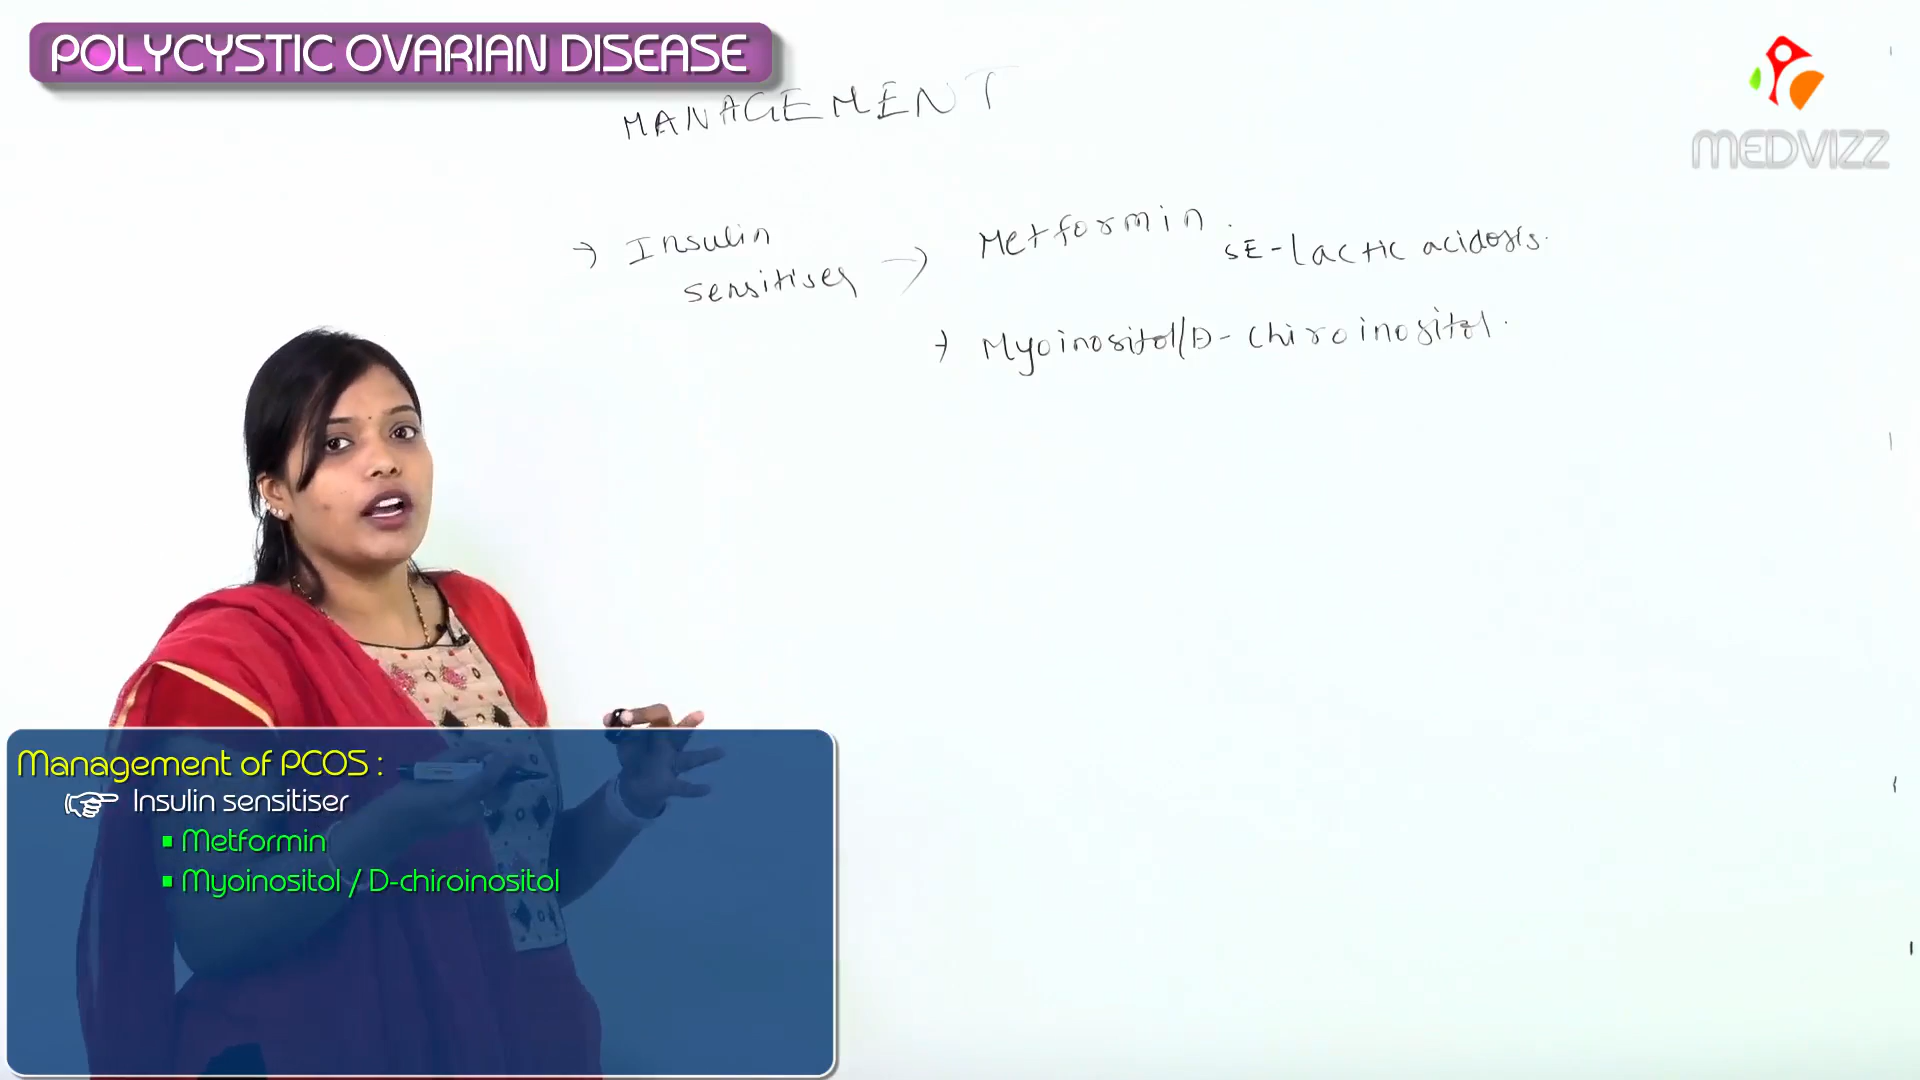 POLYCYSTIC OVARIAN DISEASE
MEDVIZZ
MANAGEMENT
→ Insulin sensitiser → Metformin. SE - Lactic acidosis.
→ Myoinositol/D- chiroinositol.
Management of PCOS :
Insulin sensitiser
▪ Metformin
▪ Myoinositol / D-chiroinositol